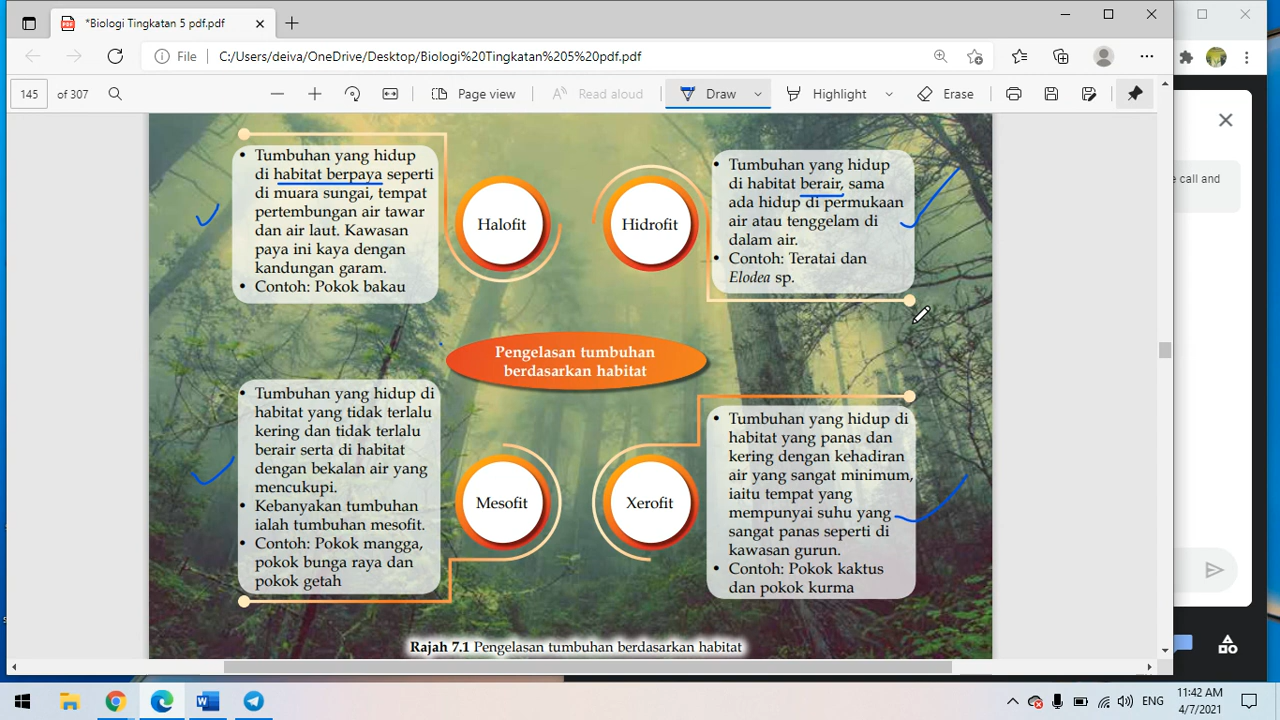 *Biologi Tingkatan 5 pdf.pdf
File
C:/Users/deiva/OneDrive/Desktop/Biologi%20Tingkatan%205%20pdf.pdf
145 of 307
Page view
Read aloud
Draw
Highlight
Erase
• Tumbuhan yang hidup
di habitat berpaya seperti
di muara sungai, tempat
pertembungan air tawar
dan air laut. Kawasan
paya ini kaya dengan
kandungan garam.
• Contoh: Pokok bakau
Halofit
Hidrofit
• Tumbuhan yang hidup
di habitat berair, sama
ada hidup di permukaan
air atau tenggelam di
dalam air.
• Contoh: Teratai dan
Elodea sp.
Pengelasan tumbuhan
berdasarkan habitat
• Tumbuhan yang hidup di
habitat yang tidak terlalu
kering dan tidak terlalu
berair serta di habitat
dengan bekalan air yang
mencukupi.
• Kebanyakan tumbuhan
ialah tumbuhan mesofit.
• Contoh: Pokok mangga,
pokok bunga raya dan
pokok getah
Mesofit
Xerofit
• Tumbuhan yang hidup di
habitat yang panas dan
kering dengan kehadiran
air yang sangat minimum,
iaitu tempat yang
mempunyai suhu yang
sangat panas seperti di
kawasan gurun.
• Contoh: Pokok kaktus
dan pokok kurma
Rajah 7.1 Pengelasan tumbuhan berdasarkan habitat
e call and
ENG
11:42 AM
4/7/2021